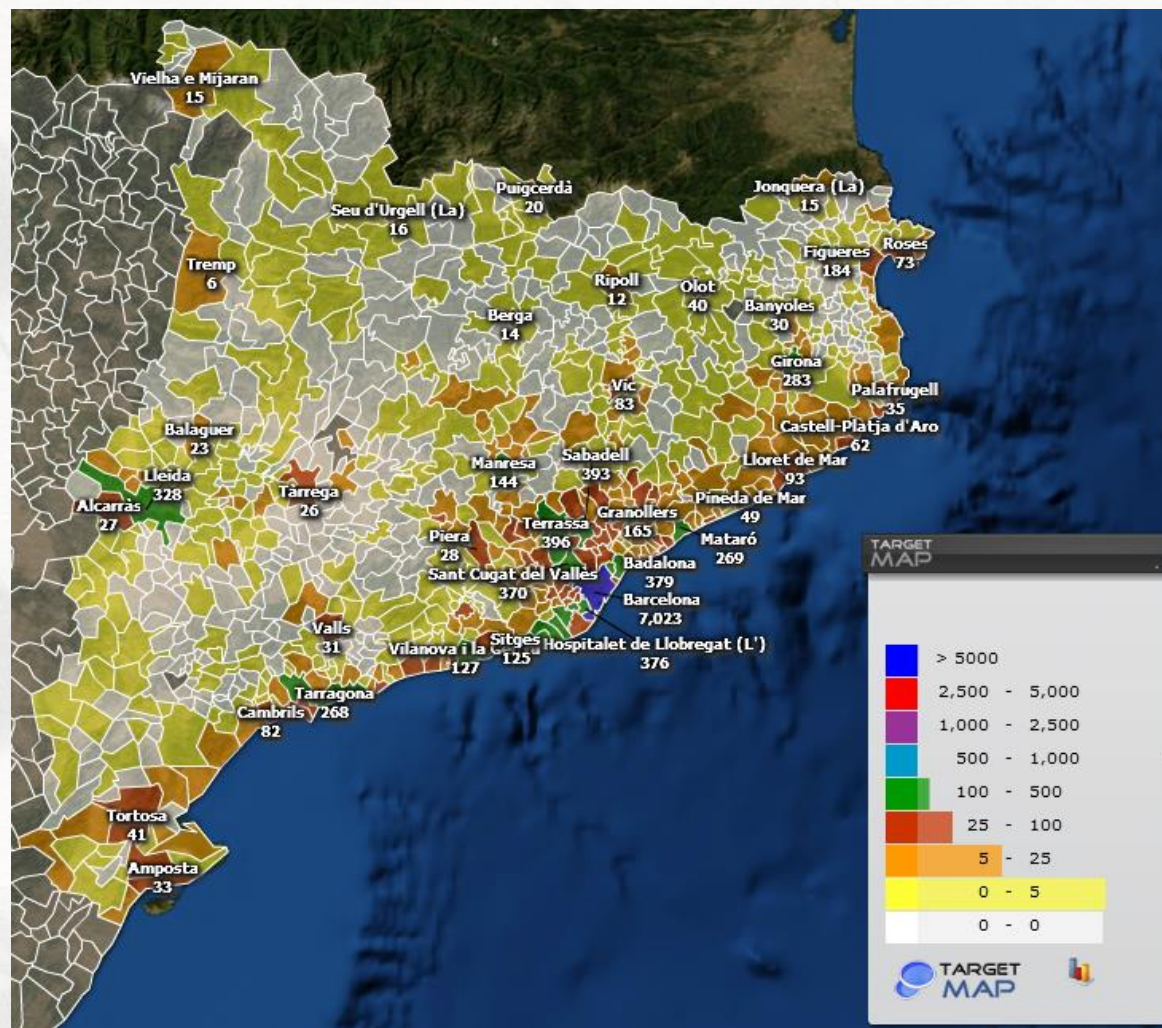 Vielha e Mijaran
15
Puigcerdà
20
Jonquera (La)
15
Seu d'Urgell (La)
16
Roses
73
Figueres
184
Tremp
6
Ripoll
12
Olot
40
Banyoles
30
Berga
14
Girona
283
Vic
83
Palafrugell
35
Castell-Platja d'Aro
62
Balaguer
23
Sabadell
393
Manresa
144
Lloret de Mar
93
Lleida
328
Tàrrega
26
Alcarràs
27
Pineda de Mar
49
Granollers
165
Terrassa
396
Mataró
269
Piera
28
Badalona
379
Sant Cugat del Vallès
370
Barcelona
7,023
Valls
31
Vilanova i la
127
Sitges
125
Hospitalet de Llobregat (L')
376
Tarragona
268
Cambrils
82
Tortosa
41
Amposta
33
TARGET
MAP
> 5000
2,500 - 5,000
1,000 - 2,500
500 - 1,000
100 - 500
25 - 100
5 - 25
0 - 5
0 - 0
TARGET
MAP